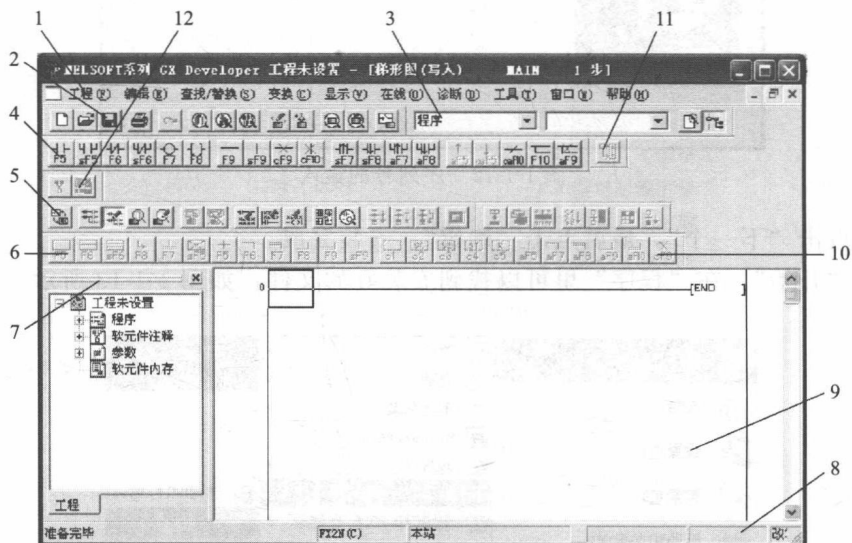 1
12
3
11
2
NELSOFT系列 GX Developer 工程未设置 - [梯形图(写入) MAIN 1 步]
工程(F) 编辑(E) 查找/替换(S) 变换(C) 显示(V) 在线(O) 诊断(D) 工具(T) 窗口(W) 帮助(H)
程序
4
F5 sF5 F6 sF6 F7 F8 F9 sF9 cF9 cF10 sF7 sF8 aF7 aF8 F10 aF9
5
6
10
7
工程未设置
程序
软元件注释
参数
软元件内存
0
[END ]
9
8
工程
准备完毕
FX2N(C)
本站
改